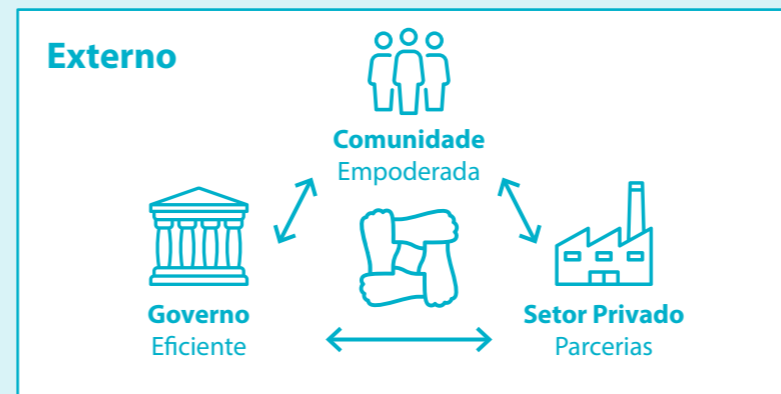 Externo
Comunidade
Empoderada
Governo
Eficiente
Setor Privado
Parcerias